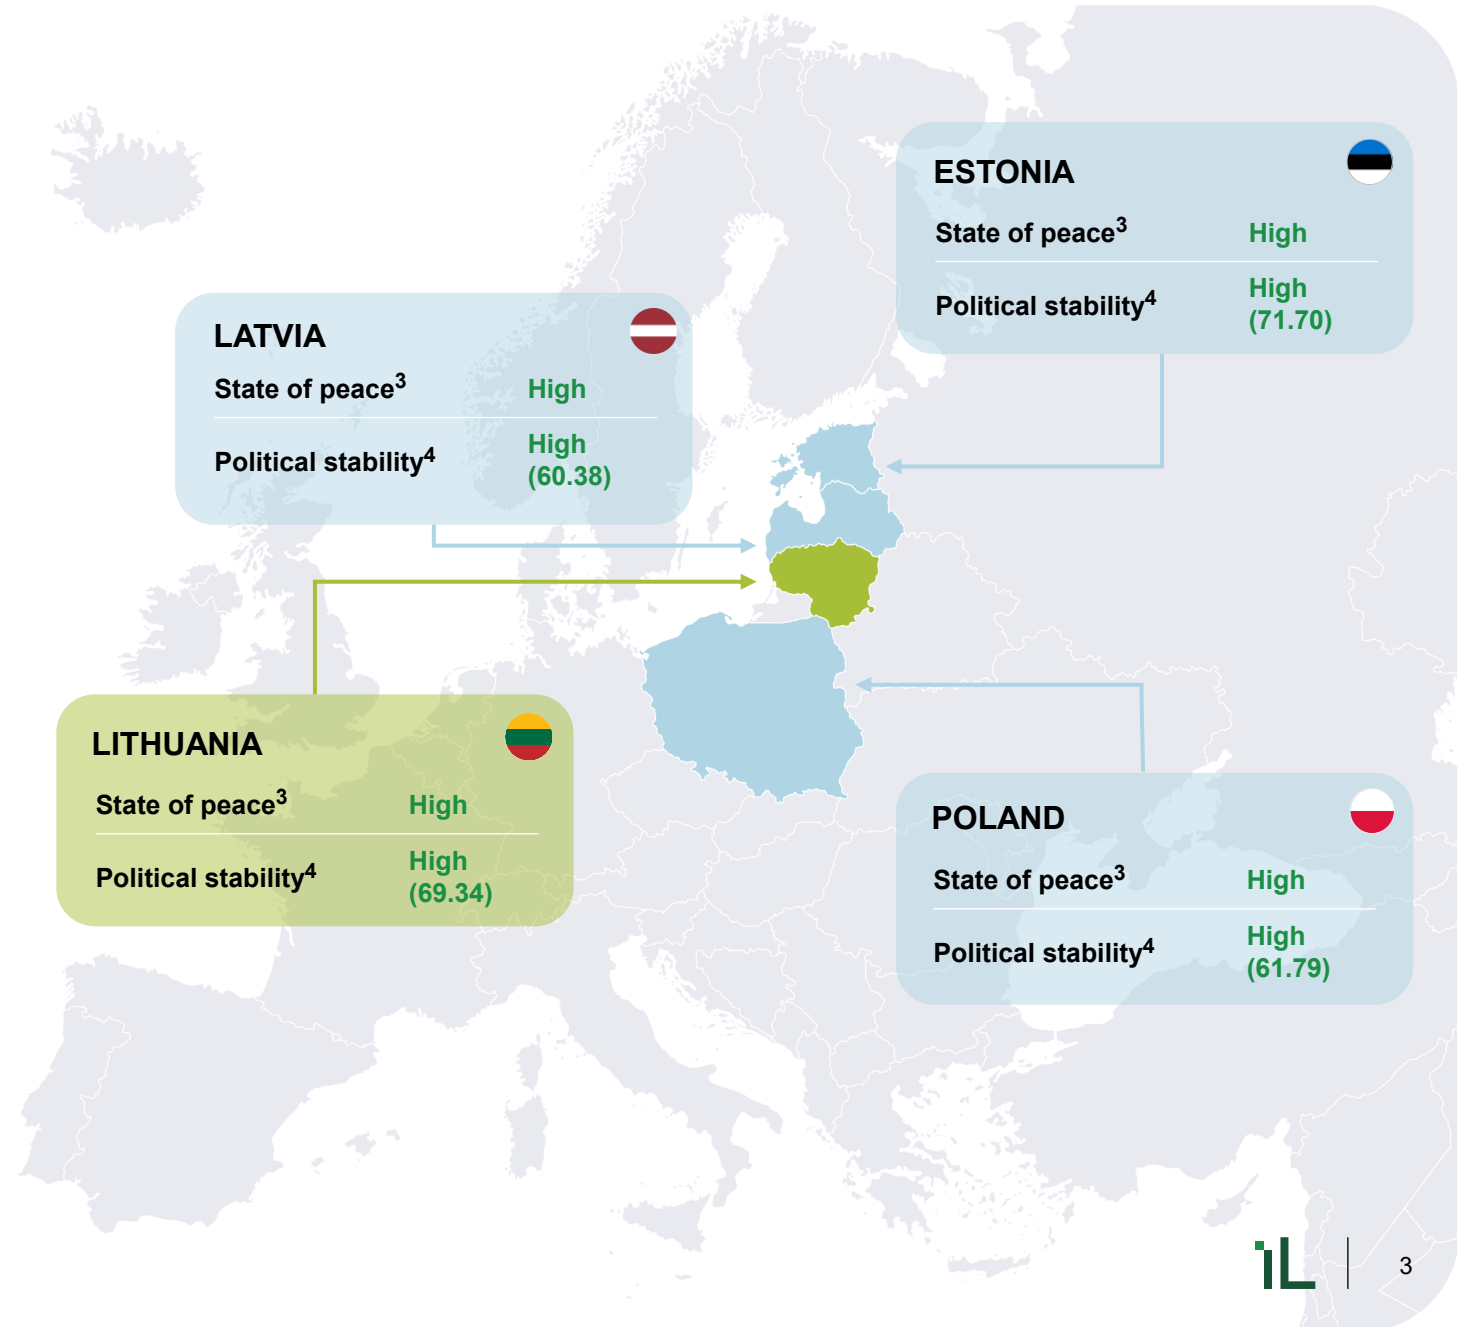 ESTONIA
State of peace³ High
Political stability⁴ High
(71.70)
LATVIA
State of peace³ High
Political stability⁴ High
(60.38)
LITHUANIA
State of peace³ High
Political stability⁴ High
(69.34)
POLAND
State of peace³ High
Political stability⁴ High
(61.79)
iL
3